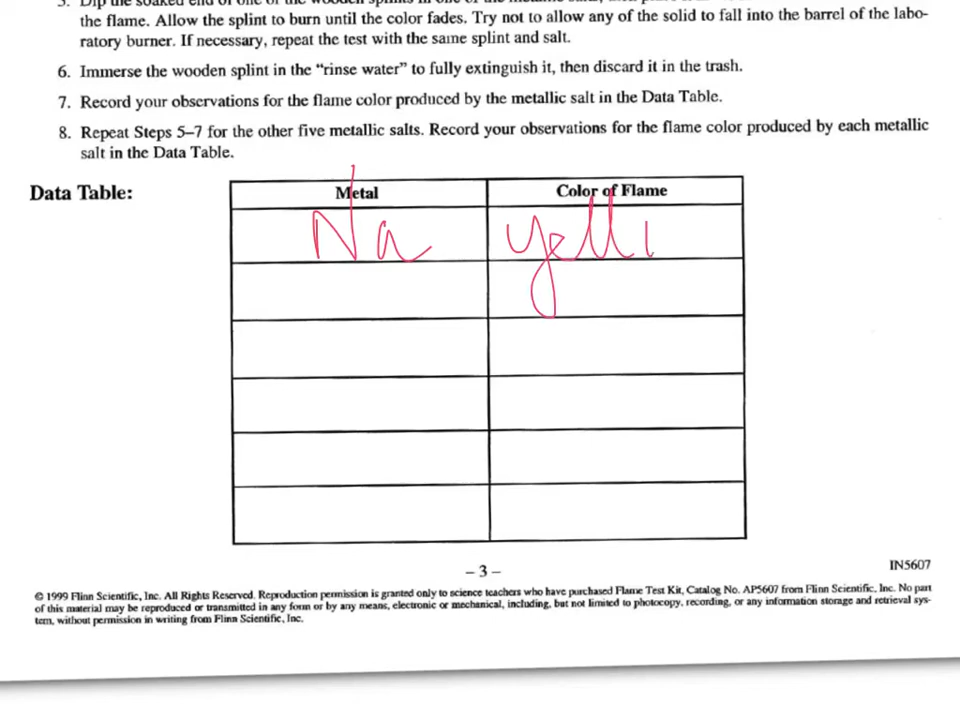 the flame. Allow the splint to burn until the color fades. Try not to allow any of the solid to fall into the barrel of the labo-
ratory burner. If necessary, repeat the test with the same splint and salt.
6. Immerse the wooden splint in the “rinse water” to fully extinguish it, then discard it in the trash.
7. Record your observations for the flame color produced by the metallic salt in the Data Table.
8. Repeat Steps 5–7 for the other five metallic salts. Record your observations for the flame color produced by each metallic
salt in the Data Table.
Data Table:
Metal Color of Flame
Na yell
– 3 –
IN5607
© 1999 Flinn Scientific, Inc. All Rights Reserved. Reproduction permission is granted only to science teachers who have purchased Flame Test Kit, Catalog No. AP5607 from Flinn Scientific, Inc. No part
of this material may be reproduced or transmitted in any form or by any means, electronic or mechanical, including, but not limited to photocopy, recording, or any information storage and retrieval sys-
tem, without permission in writing from Flinn Scientific, Inc.